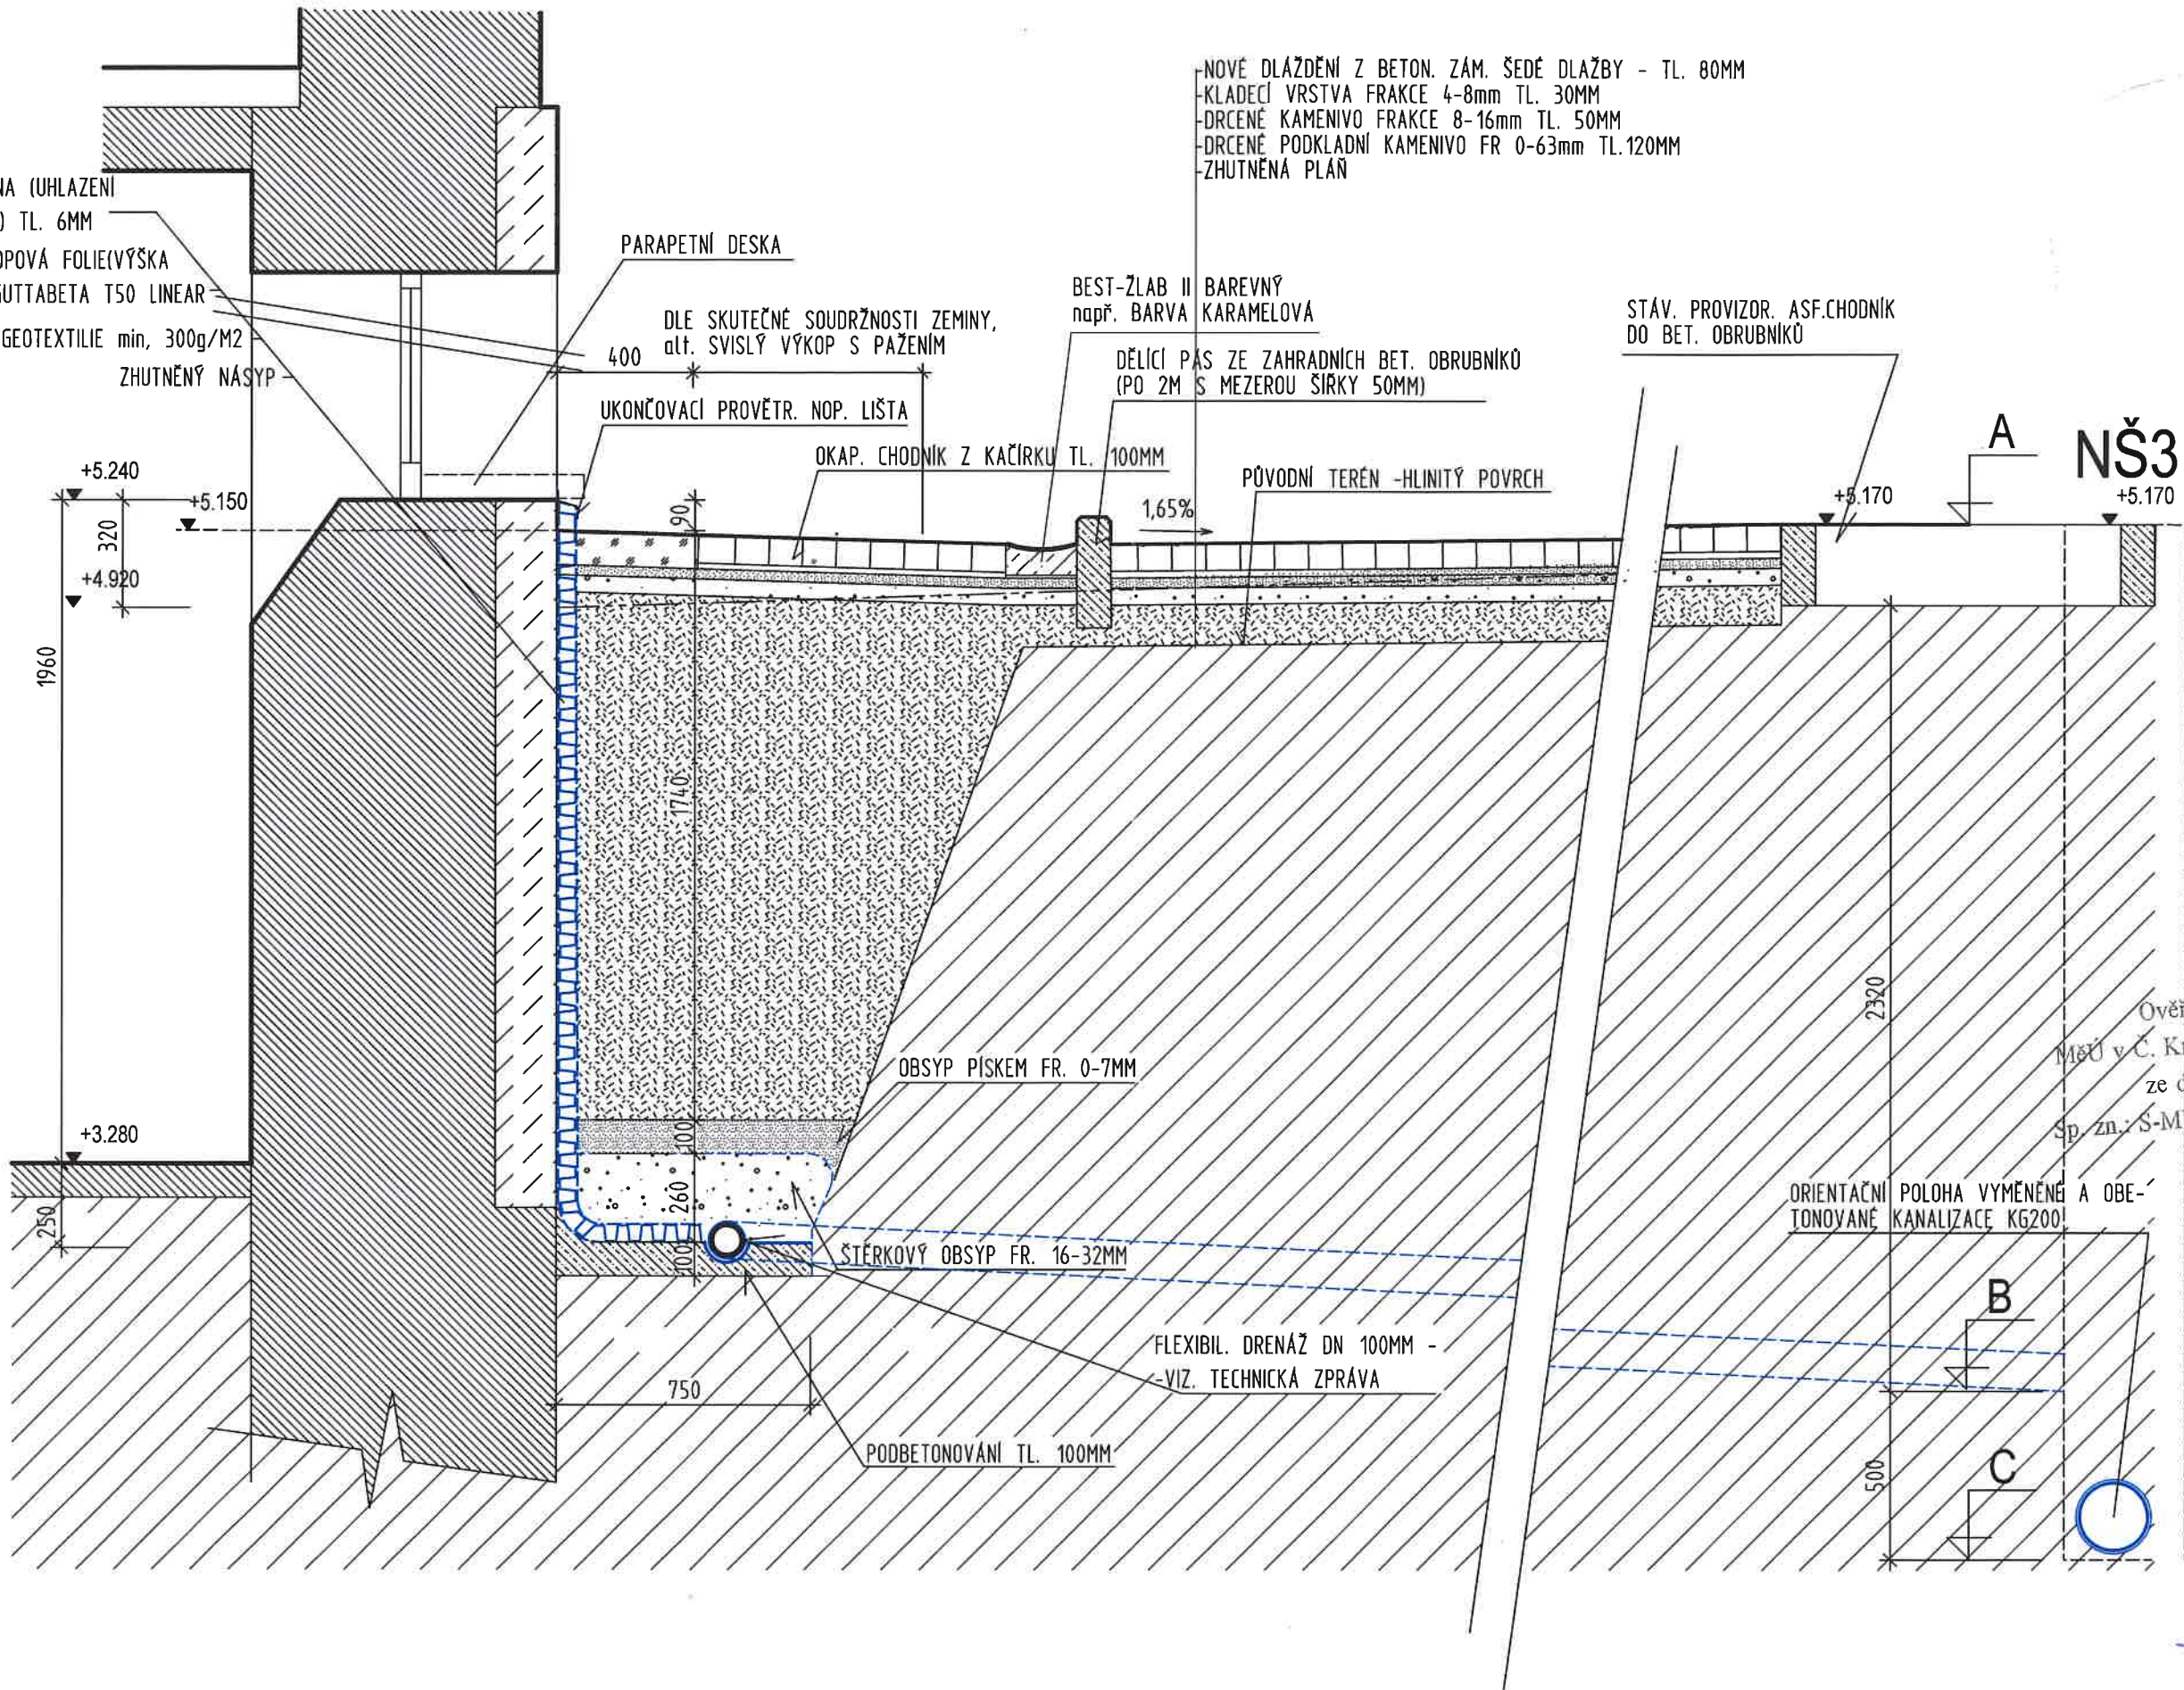 -NOVÉ DLÁŽDĚNÍ Z BETON. ZÁM. ŠEDÉ DLAŽBY - TL. 80MM
-KLADECÍ VRSTVA FRAKCE 4-8mm TL. 30MM
-DRCENÉ KAMENIVO FRAKCE 8-16mm TL. 50MM
-DRCENÉ PODKLADNÍ KAMENIVO FR 0-63mm TL.120MM
-ZHUTNĚNÁ PLÁŇ
NA (UHLAZENÍ
) TL. 6MM
OPOVÁ FOLIE(VÝŠKA
GUTTABETA T50 LINEAR
GEOTEXTILIE min, 300g/M2
ZHUTNĚNÝ NÁSYP
PARAPETNÍ DESKA
DLE SKUTEČNÉ SOUDRŽNOSTI ZEMINY,
alt. SVISLÝ VÝKOP S PAŽENÍM
400
UKONČOVACÍ PROVĚTR. NOP. LIŠTA
OKAP. CHODNÍK Z KAČÍRKU TL. 100MM
BEST-ŽLAB II BAREVNÝ
např. BARVA KARAMELOVÁ
DĚLÍCÍ PÁS ZE ZAHRADNÍCH BET. OBRUBNÍKŮ
(PO 2M S MEZEROU ŠÍŘKY 50MM)
PŮVODNÍ TERÉN -HLINITÝ POVRCH
STÁV. PROVIZOR. ASF.CHODNÍK
DO BET. OBRUBNÍKŮ
A
NŠ3
+5.170
+5.170
1,65%
+5.240
+5.150
320
+4.920
90
1960
1740
+3.280
250
100
260
100
OBSYP PÍSKEM FR. 0-7MM
ŠTĚRKOVÝ OBSYP FR. 16-32MM
FLEXIBIL. DRENÁŽ DN 100MM -
-VIZ. TECHNICKÁ ZPRÁVA
750
PODBETONOVÁNÍ TL. 100MM
2320
Ově
MěÚ v Č. K
ze
Sp. zn.: S-M
ORIENTAČNÍ POLOHA VYMĚNĚNÉ A OBE-
TONOVANÉ KANALIZACE KG200
B
C
500